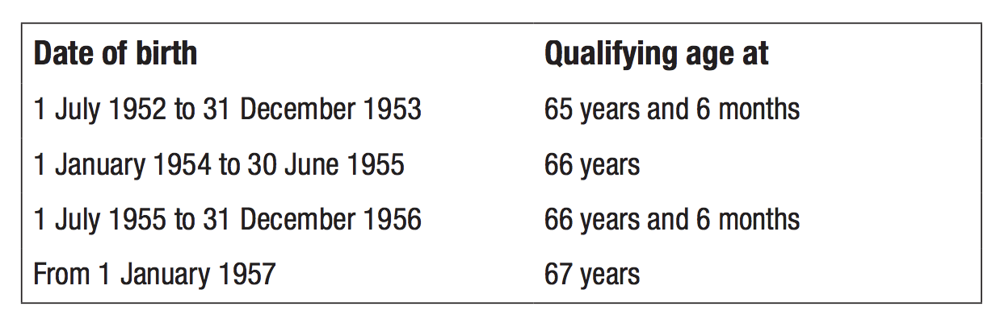 Date of birth Qualifying age at
1 July 1952 to 31 December 1953 65 years and 6 months
1 January 1954 to 30 June 1955 66 years
1 July 1955 to 31 December 1956 66 years and 6 months
From 1 January 1957 67 years